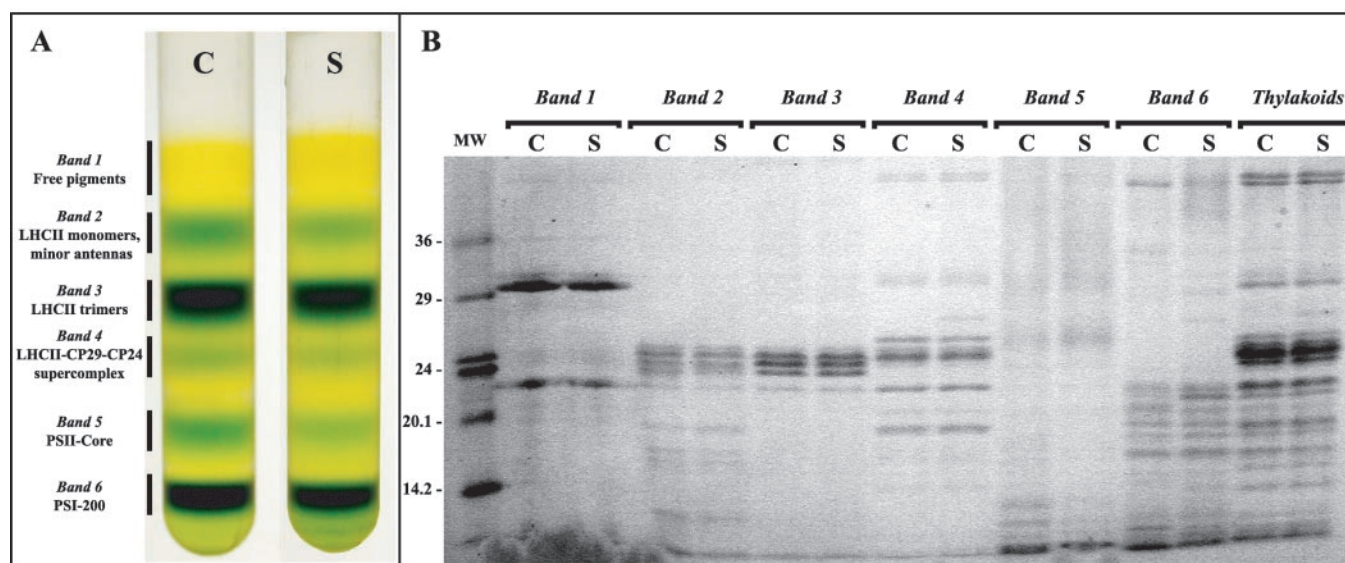 A
C S
Band 1
Free pigments
Band 2
LHCII monomers,
minor antennas
Band 3
LHCII trimers
Band 4
LHCII-CP29-CP24
supercomplex
Band 5
PSII-Core
Band 6
PSI-200
B
Band 1 Band 2 Band 3 Band 4 Band 5 Band 6 Thylakoids
MW C S C S C S C S C S C S C S
36 -
29 -
24 -
20.1 -
14.2 -